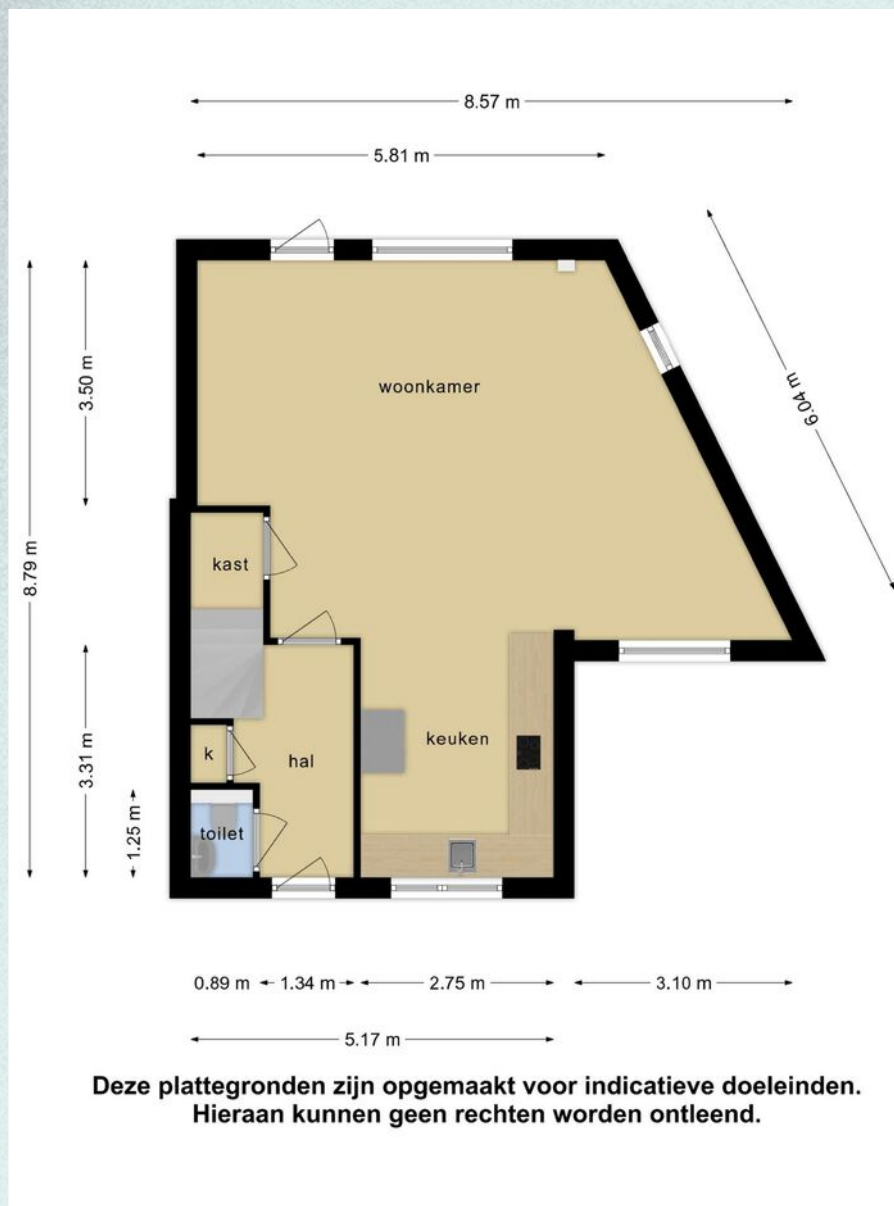 8.57 m
5.81 m
6.04 m
8.79 m
3.50 m
woonkamer
kast
3.31 m
1.25 m
k
hal
keuken
toilet
0.89 m
1.34 m
2.75 m
3.10 m
5.17 m
Deze plattegronden zijn opgemaakt voor indicatieve doeleinden.
Hieraan kunnen geen rechten worden ontleend.